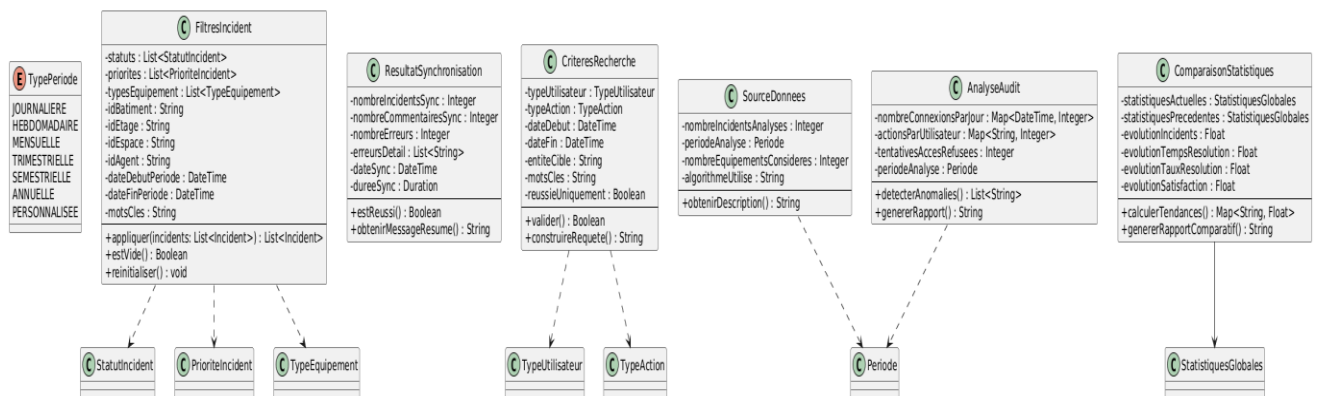 E TypePeriode
JOURNALIERE
HEBDOMADAIRE
MENSUELLE
TRIMESTRIELLE
SEMESTRIELLE
ANNUELLE
PERSONNALISEE
C FiltresIncident
-statuts : List<StatutIncident>
-priorites : List<PrioriteIncident>
-typesEquipement : List<TypeEquipement>
-idBatiment : String
-idEtage : String
-idEspace : String
-idAgent : String
-dateDebutPeriode : DateTime
-dateFinPeriode : DateTime
-motsCles : String
+appliquer(incidents: List<Incident>) : List<Incident>
+estVide() : Boolean
+reinitialiser() : void
C ResultatSynchronisation
-nombreIncidentsSync : Integer
-nombreCommentairesSync : Integer
-nombreErreurs : Integer
-erreursDetail : List<String>
-dateSync : DateTime
-dureeSync : Duration
+estReussi() : Boolean
+obtenirMessageResume() : String
C CriteresRecherche
-typeUtilisateur : TypeUtilisateur
-typeAction : TypeAction
-dateDebut : DateTime
-dateFin : DateTime
-entiteCible : String
-motsCles : String
-reussieUniquement : Boolean
+valider() : Boolean
+construireRequete() : String
C SourceDonnees
-nombreIncidentsAnalyses : Integer
-periodeAnalyse : Periode
-nombreEquipementsConsideres : Integer
-algorithmeUtilise : String
+obtenirDescription() : String
C AnalyseAudit
-nombreConnexionsParJour : Map<DateTime, Integer>
-actionsParUtilisateur : Map<String, Integer>
-tentativesAccesRefusees : Integer
-periodeAnalyse : Periode
+detecterAnomalies() : List<String>
+genererRapport() : String
C ComparaisonStatistiques
-statistiquesActuelles : StatistiquesGlobales
-statistiquesPrecedentes : StatistiquesGlobales
-evolutionIncidents : Float
-evolutionTempsResolution : Float
-evolutionTauxResolution : Float
-evolutionSatisfaction : Float
+calculerTendances() : Map<String, Float>
+genererRapportComparatif() : String
C StatutIncident
C PrioriteIncident
C TypeEquipement
C TypeUtilisateur
C TypeAction
C Periode
C StatistiquesGlobales